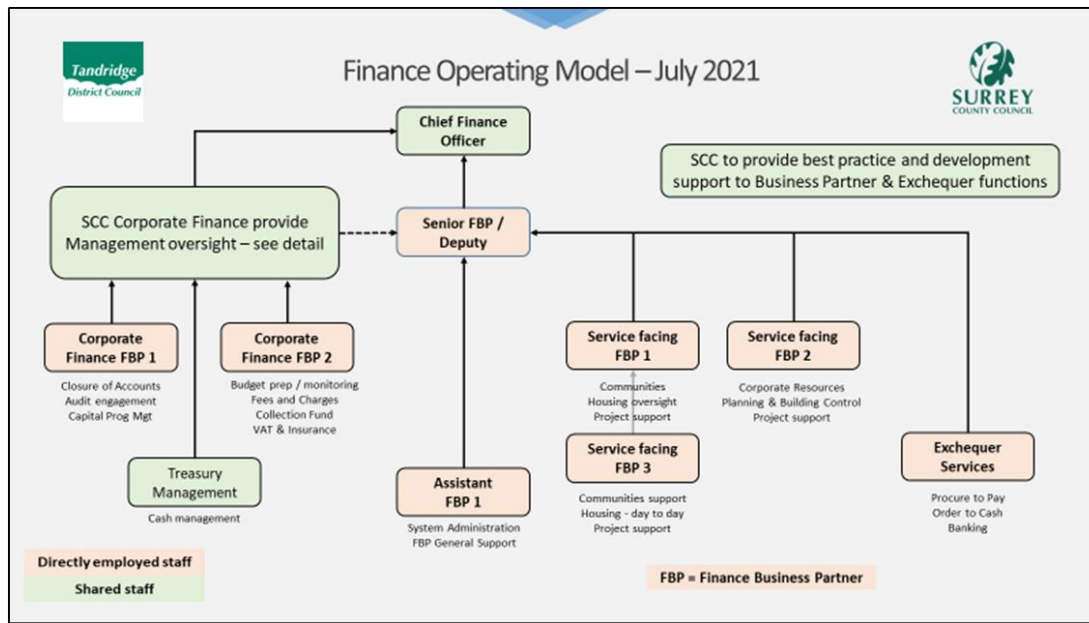 Tandridge
District Council
Finance Operating Model – July 2021
SURREY
COUNTY COUNCIL
Chief Finance
Officer
SCC to provide best practice and development
support to Business Partner & Exchequer functions
SCC Corporate Finance provide
Management oversight – see detail
Senior FBP /
Deputy
Corporate
Finance FBP 1
Closure of Accounts
Audit engagement
Capital Prog Mgt
Corporate
Finance FBP 2
Budget prep / monitoring
Fees and Charges
Collection Fund
VAT & Insurance
Service facing
FBP 1
Communities
Housing oversight
Project support
Service facing
FBP 2
Corporate Resources
Planning & Building Control
Project support
Treasury
Management
Cash management
Assistant
FBP 1
System Administration
FBP General Support
Service facing
FBP 3
Communities support
Housing - day to day
Project support
Exchequer
Services
Procure to Pay
Order to Cash
Banking
Directly employed staff
Shared staff
FBP = Finance Business Partner